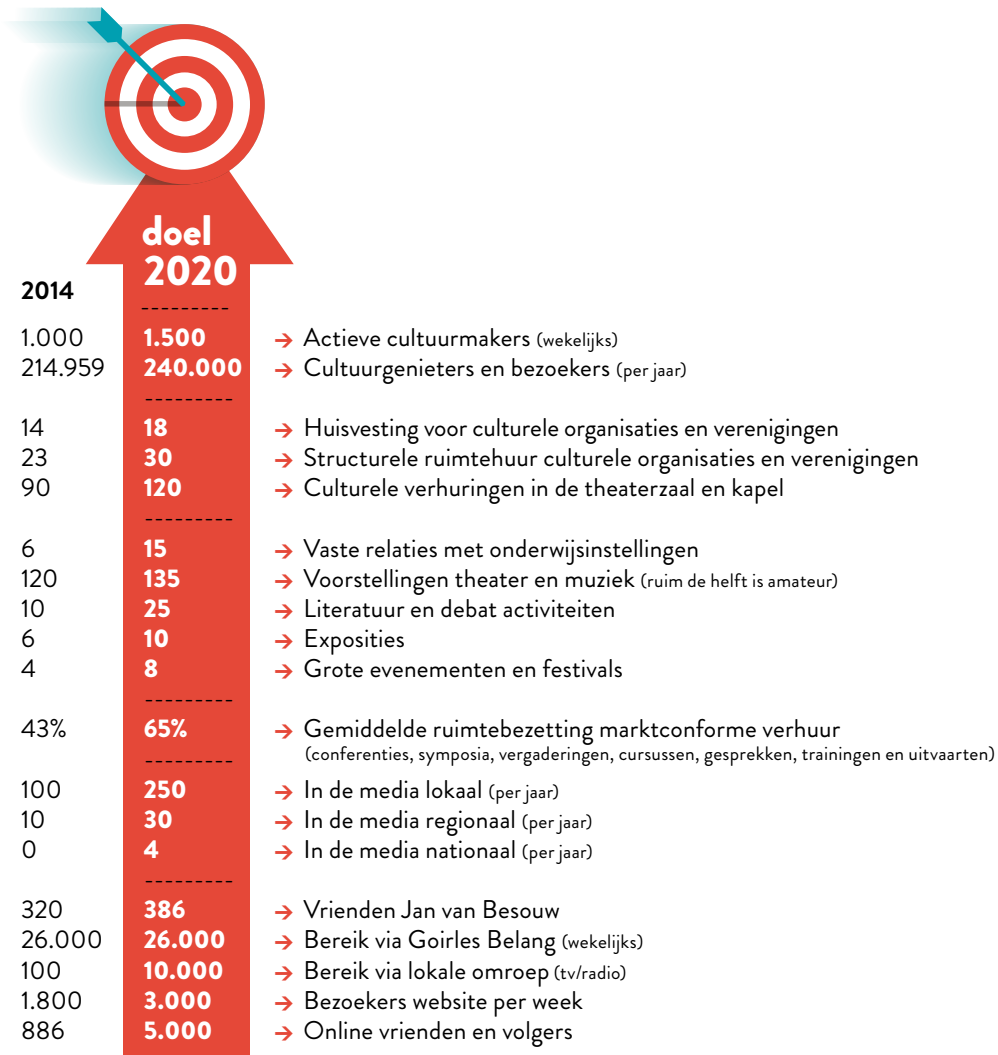 doel
2020
2014
1.000 1.500 → Actieve cultuurmakers (wekelijks)
214.959 240.000 → Cultuurgenieters en bezoekers (per jaar)
14 18 → Huisvesting voor culturele organisaties en verenigingen
23 30 → Structurele ruimtehuur culturele organisaties en verenigingen
90 120 → Culturele verhuringen in de theaterzaal en kapel
6 15 → Vaste relaties met onderwijsinstellingen
120 135 → Voorstellingen theater en muziek (ruim de helft is amateur)
10 25 → Literatuur en debat activiteiten
6 10 → Exposities
4 8 → Grote evenementen en festivals
43% 65% → Gemiddelde ruimtebezetting marktconforme verhuur
(conferenties, symposia, vergaderingen, cursussen, gesprekken, trainingen en uitvaarten)
100 250 → In de media lokaal (per jaar)
10 30 → In de media regionaal (per jaar)
0 4 → In de media nationaal (per jaar)
320 386 → Vrienden Jan van Besouw
26.000 26.000 → Bereik via Goirles Belang (wekelijks)
100 10.000 → Bereik via lokale omroep (tv/radio)
1.800 3.000 → Bezoekers website per week
886 5.000 → Online vrienden en volgers